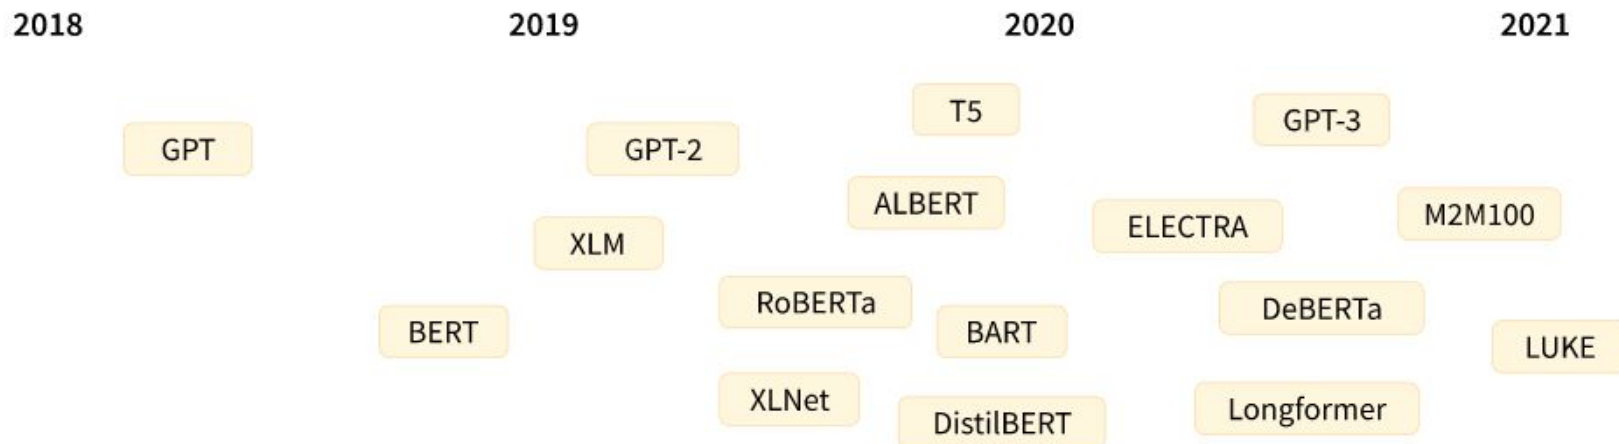 2018 2019 2020 2021
T5
GPT-3
GPT GPT-2
ALBERT
M2M100
ELECTRA
XLM
RoBERTa
DeBERTa
BERT BART
LUKE
XLNet
Longformer
DistilBERT